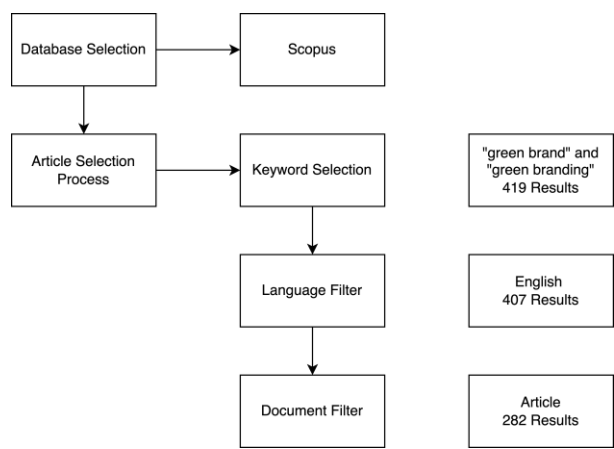 Database Selection
Scopus
Article Selection
Process
Keyword Selection
"green brand" and
"green branding"
419 Results
Language Filter
English
407 Results
Document Filter
Article
282 Results